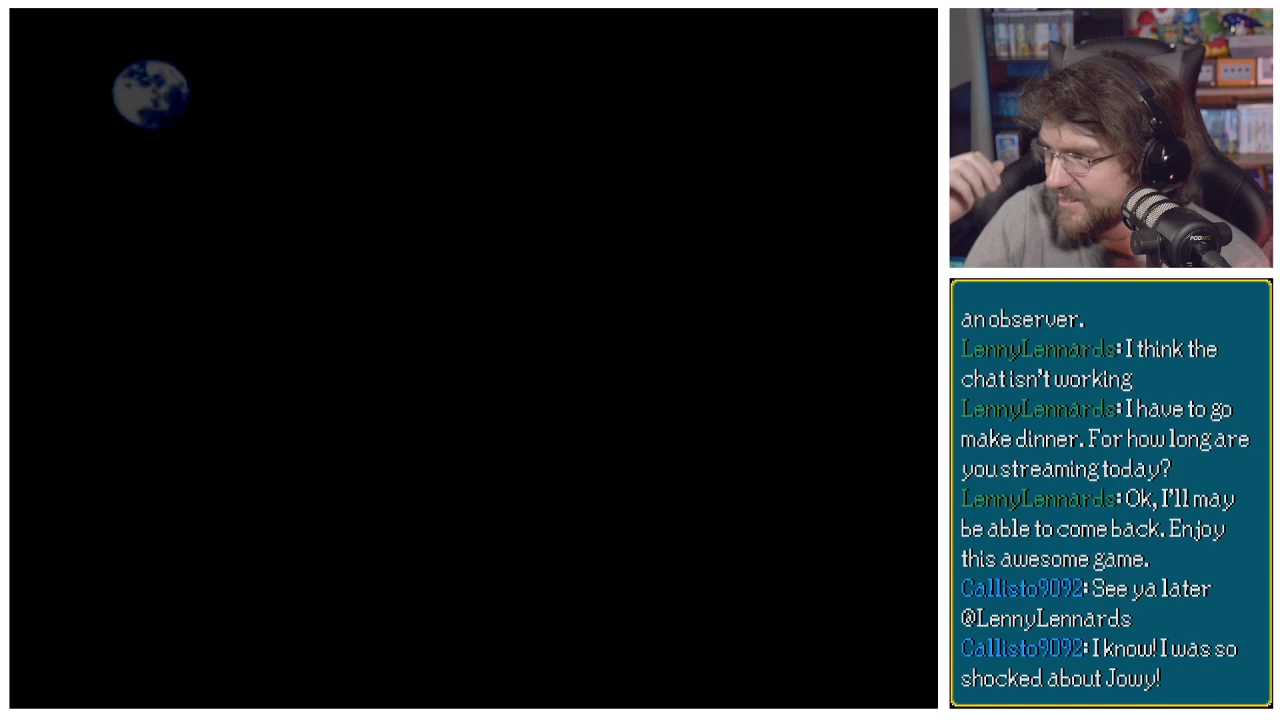 an observer.
LennyLennards: I think the
chat isn't working
LennyLennards: I have to go
make dinner. For how long are
you streaming today?
LennyLennards: Ok, I'll may
be able to come back. Enjoy
this awesome game.
Callisto9092: See ya later
@LennyLennards
Callisto9092: I know! I was so
shocked about Jowy!